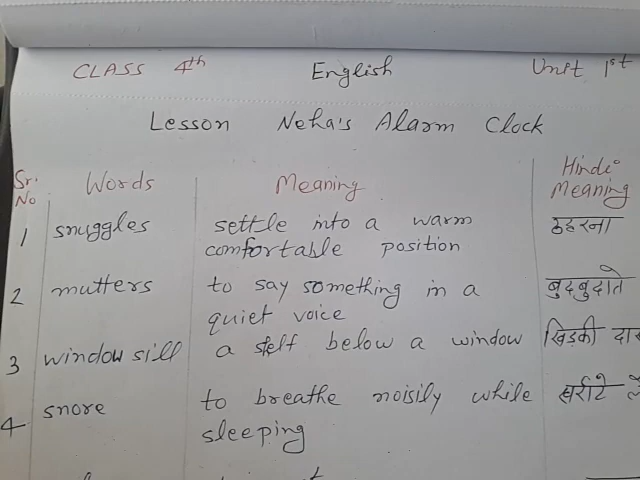 CLASS 4th English Unit 1st
Lesson Neha's Alarm Clock
Sr. No Words Meaning Hindi Meaning
1 snuggles settle into a warm ठहरना
comfortable position
2 mutters to say something in a बुदबुदाते
quiet voice
3 window sill a shelf below a window खिड़की
4 snore to breathe noisily while खर्राटे
sleeping